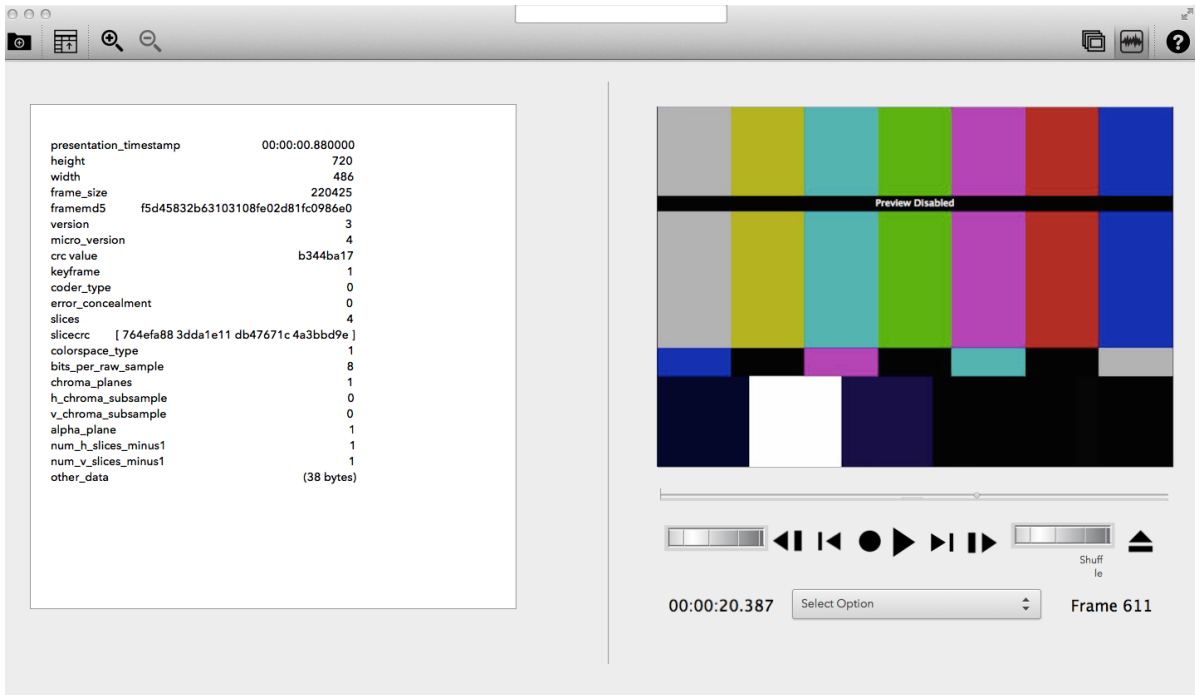 presentation_timestamp 00:00:00.880000
height 720
width 486
frame_size 220425
framemd5 f5d45832b63103108fe02d81fc0986e0
version 3
micro_version 4
crc value b344ba17
keyframe 1
coder_type 0
error_concealment 0
slices 4
slicecrc [ 764efa88 3dda1e11 db47671c 4a3bbd9e ]
colorspace_type 1
bits_per_raw_sample 8
chroma_planes 1
h_chroma_subsample 0
v_chroma_subsample 0
alpha_plane 1
num_h_slices_minus1 1
num_v_slices_minus1 1
other_data (38 bytes)
Preview Disabled
Shuff
le
00:00:20.387 Select Option Frame 611